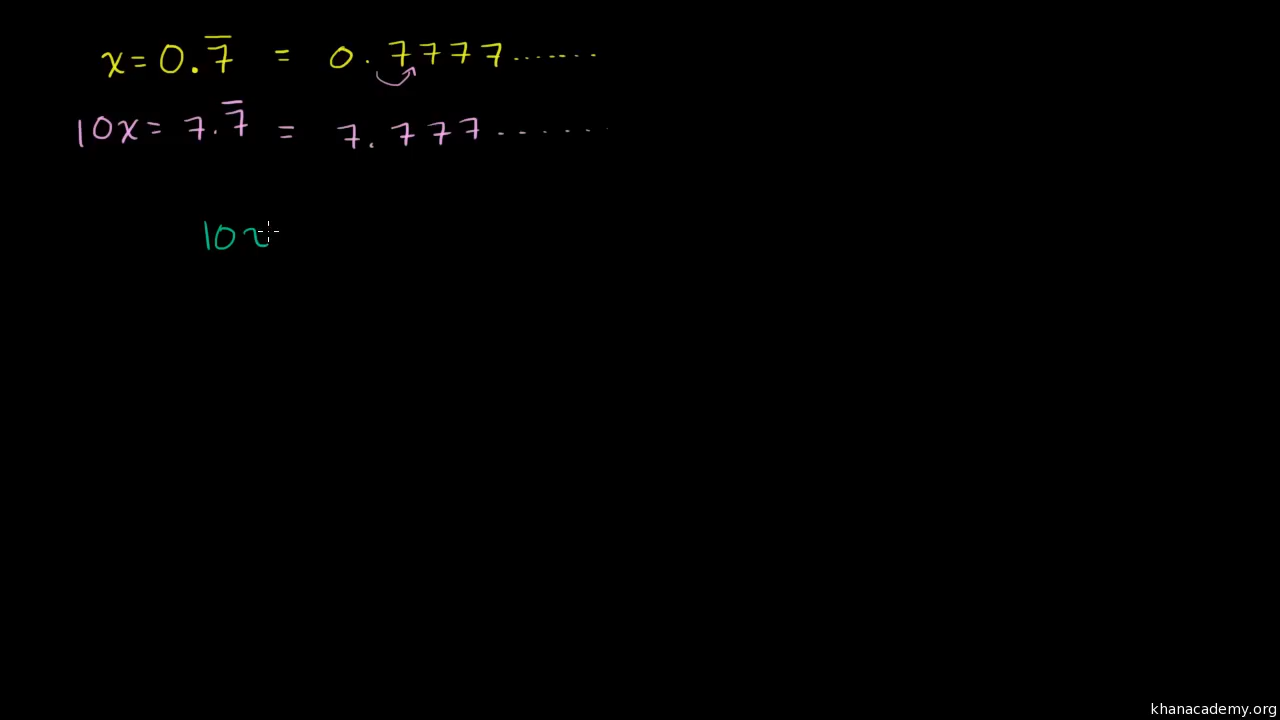 x = 0.7̅ = 0.7777.......
10x = 7.7̅ = 7.777......
10x
khanacademy.org